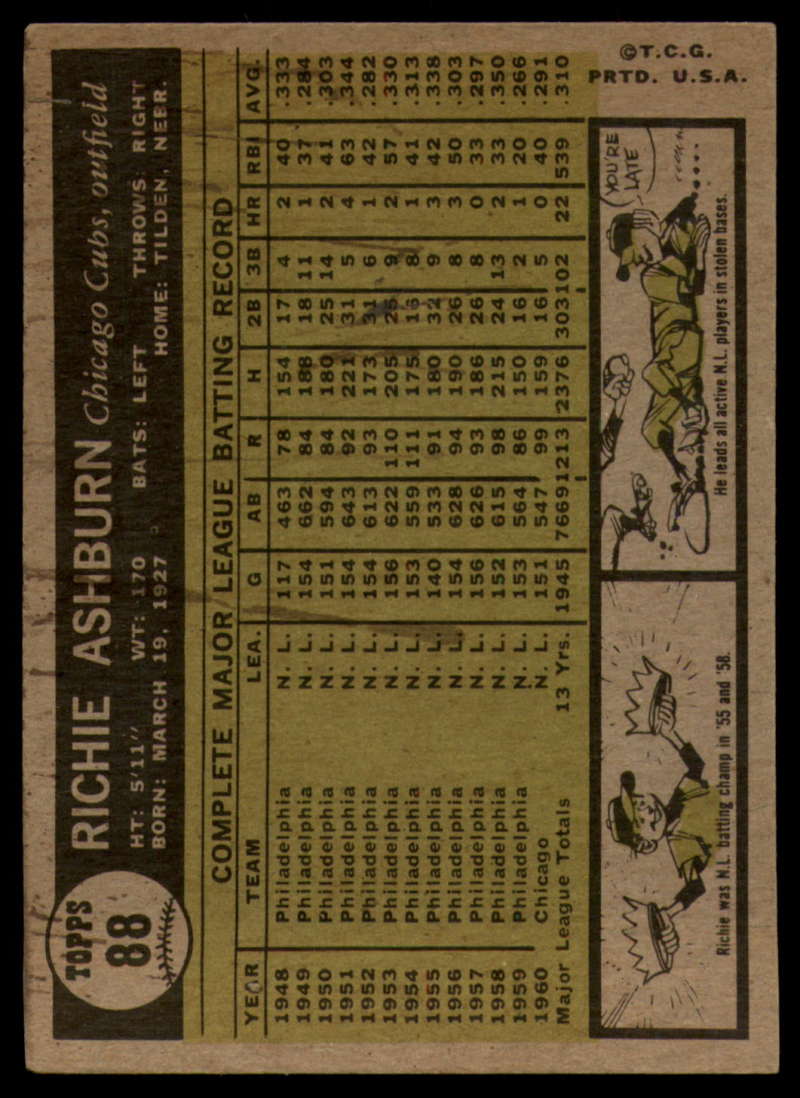 TOPPS
88
RICHIE ASHBURN Chicago Cubs, outfield
HT: 5'11" WT: 170 BATS: LEFT THROWS: RIGHT
BORN: MARCH 19, 1927 HOME: TILDEN, NEBR.
COMPLETE MAJOR LEAGUE BATTING RECORD
YEAR TEAM LEA. G AB R H 2B 3B HR RBI AVG.
1948 Philadelphia N. L. 117 463 78 154 17 4 2 40 .333
1949 Philadelphia N. L. 154 662 84 188 18 11 1 37 .284
1950 Philadelphia N. L. 151 594 84 180 25 14 2 41 .303
1951 Philadelphia N. L. 154 643 92 221 31 5 4 63 .344
1952 Philadelphia N. L. 154 613 93 173 31 6 1 42 .282
1953 Philadelphia N. L. 156 622 110 205 25 9 2 57 .330
1954 Philadelphia N. L. 153 559 111 175 16 8 1 41 .313
1955 Philadelphia N. L. 140 533 91 180 32 9 3 42 .338
1956 Philadelphia N. L. 154 628 94 190 26 8 3 50 .303
1957 Philadelphia N. L. 156 626 93 186 26 8 0 33 .297
1958 Philadelphia N. L. 152 615 98 215 24 13 2 33 .350
1959 Philadelphia N. L. 153 564 86 150 16 2 1 20 .266
1960 Chicago N. L. 151 547 99 159 16 5 0 40 .291
Major League Totals 13 Yrs. 1945 7669 1213 2376 303 102 22 539 .310
Richie was N.L. batting champ in '55 and '58.
YOU'RE
LATE
He leads all active N.L. players in stolen bases.
©T.C.G.
PRTD. U.S.A.